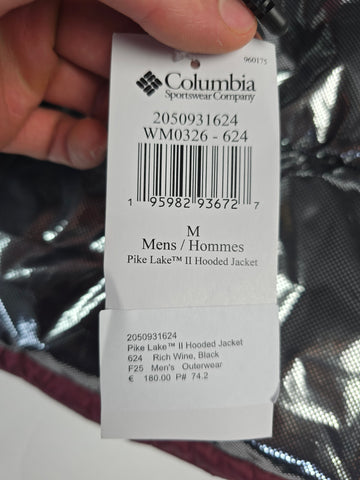 960175
Columbia
Sportswear Company
2050931624
WM0326 - 624
1 95982 93672 7
M
Mens / Hommes
Pike Lake™ II Hooded Jacket
2050931624
Pike Lake™ II Hooded Jacket
624 Rich Wine, Black
F25 Men's Outerwear
€ 180.00 P# 74.2